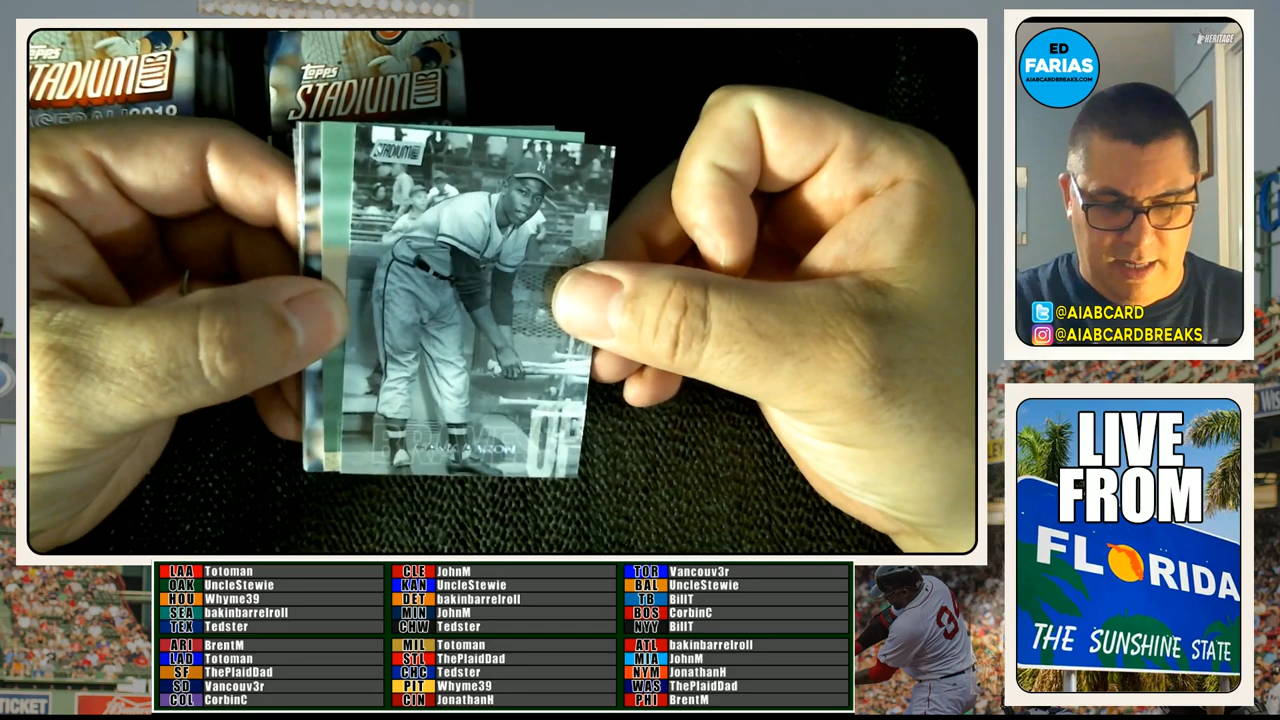 TOPPS
STADIUM
CLUB
TOPPS
STADIUM
CLUB
STADIUM
HANK AARON
ED
FARIAS
AIABCARDBREAKS.COM
HERITAGE
@AIABCARD
@AIABCARDBREAKS
LIVE
FROM
FLORIDA
THE SUNSHINE STATE
LAA Totoman
OAK UncleStewie
HOU Whyme39
SEA bakinbarrelroll
TEX Tedster
ARI BrentM
LAD Totoman
SF ThePlaidDad
SD Vancouv3r
COL CorbinC
CLE JohnM
KAN UncleStewie
DET bakinbarrelroll
MIN JohnM
CHW Tedster
MIL Totoman
STL ThePlaidDad
CHC Tedster
PIT Whyme39
CIN JonathanH
TOR Vancouv3r
BAL UncleStewie
TB BillT
BOS CorbinC
NYY BillT
ATL bakinbarrelroll
MIA JohnM
NYM JonathanH
WAS ThePlaidDad
PHI BrentM
34
TICKET